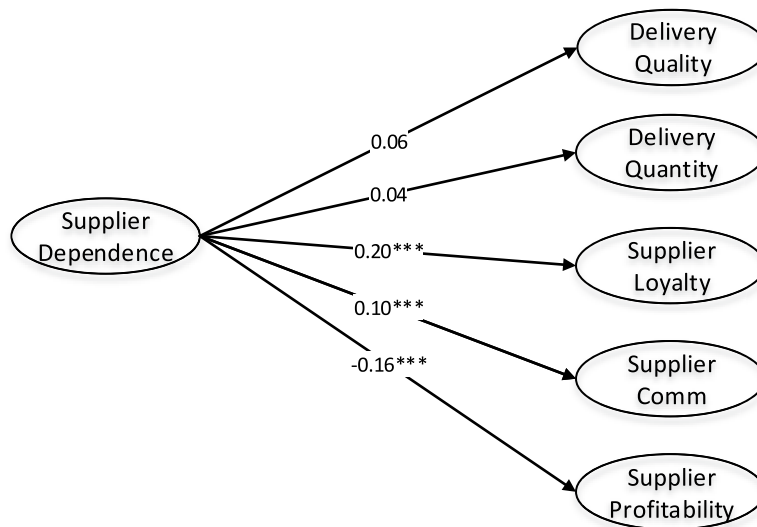 Delivery
Quality
0.06
Delivery
Quantity
0.04
Supplier
Dependence
0.20***
Supplier
Loyalty
0.10***
-0.16***
Supplier
Comm
Supplier
Profitability